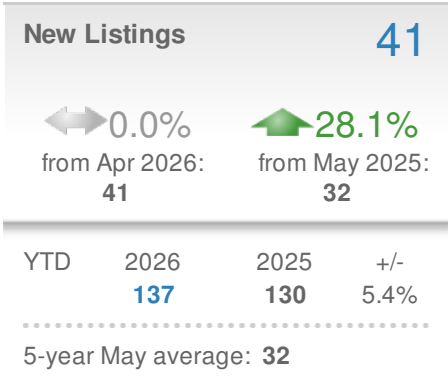 New Listings 41
0.0% 28.1%
from Apr 2026: from May 2025:
41 32
YTD 2026 2025 +/-
137 130 5.4%
5-year May average: 32